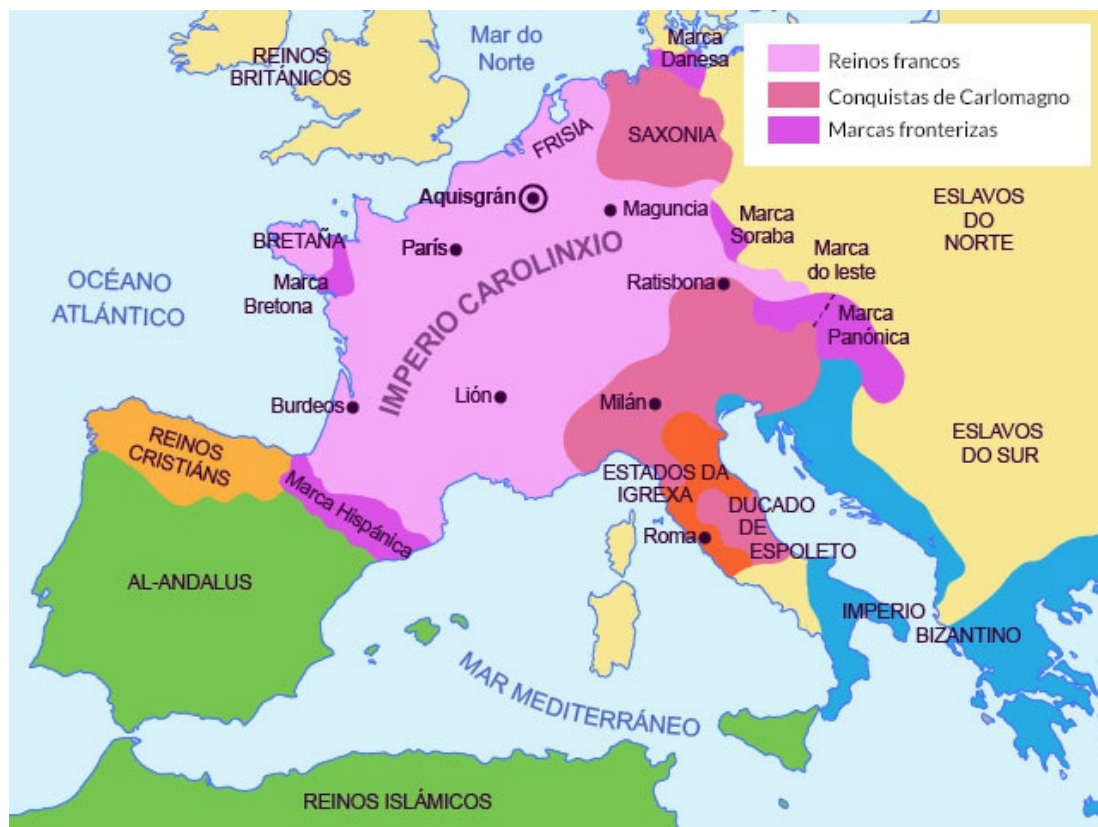 REINOS
BRITÁNICOS
Mar do
Norte
Marca
Danesa
Reinos francos
Conquistas de Carlomagno
Marcas fronterizas
FRISIA
SAXONIA
Aquisgrán
Maguncia
Marca
Soraba
ESLAVOS
DO
NORTE
BRETAÑA
París
Marca
Bretona
OCÉANO
ATLÁNTICO
IMPERIO CAROLINXIO
Ratisbona
Marca
do leste
Marca
Panónica
Burdeos
Lión
Milán
REINOS
CRISTIÁNS
Marca Hispánica
ESTADOS DA
IGREXA
DUCADO
DE
ESPOLETO
Roma
ESLAVOS
DO SUR
AL-ANDALUS
IMPERIO
BIZANTINO
MAR MEDITERRÁNEO
REINOS ISLÁMICOS